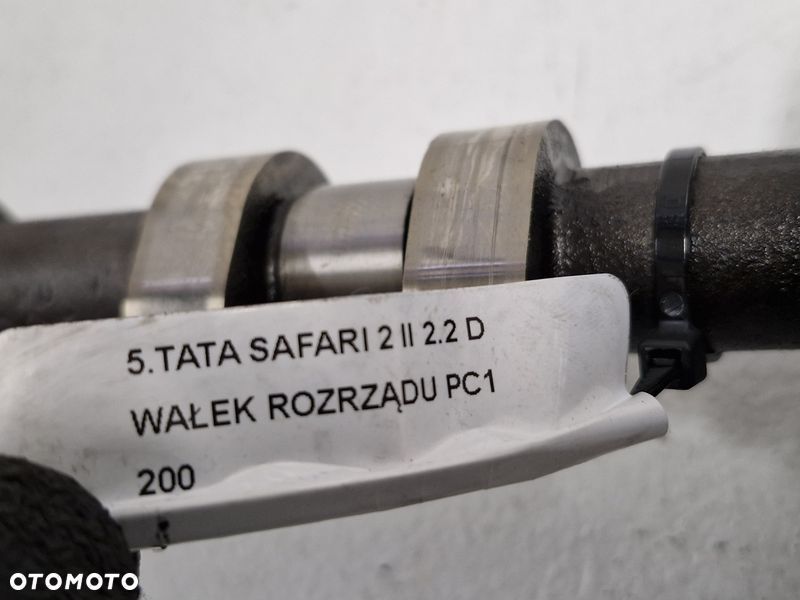 5.TATA SAFARI 2 II 2.2 D
WAŁEK ROZRZĄDU PC1
200
OTOMOTO